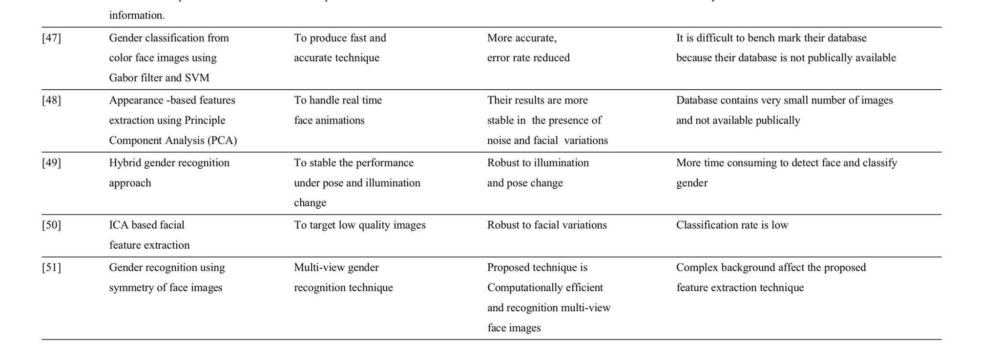 information.
[47]
Gender classification from
color face images using
Gabor filter and SVM
To produce fast and
accurate technique
More accurate,
error rate reduced
It is difficult to bench mark their database
because their database is not publically available
[48]
Appearance -based features
extraction using Principle
Component Analysis (PCA)
To handle real time
face animations
Their results are more
stable in  the presence of
noise and facial  variations
Database contains very small number of images
and not available publically
[49]
Hybrid gender recognition
approach
To stable the performance
under pose and illumination
change
Robust to illumination
and pose change
More time consuming to detect face and classify
gender
[50]
ICA based facial
feature extraction
To target low quality images
Robust to facial variations
Classification rate is low
[51]
Gender recognition using
symmetry of face images
Multi-view gender
recognition technique
Proposed technique is
Computationally efficient
and recognition multi-view
face images
Complex background affect the proposed
feature extraction technique